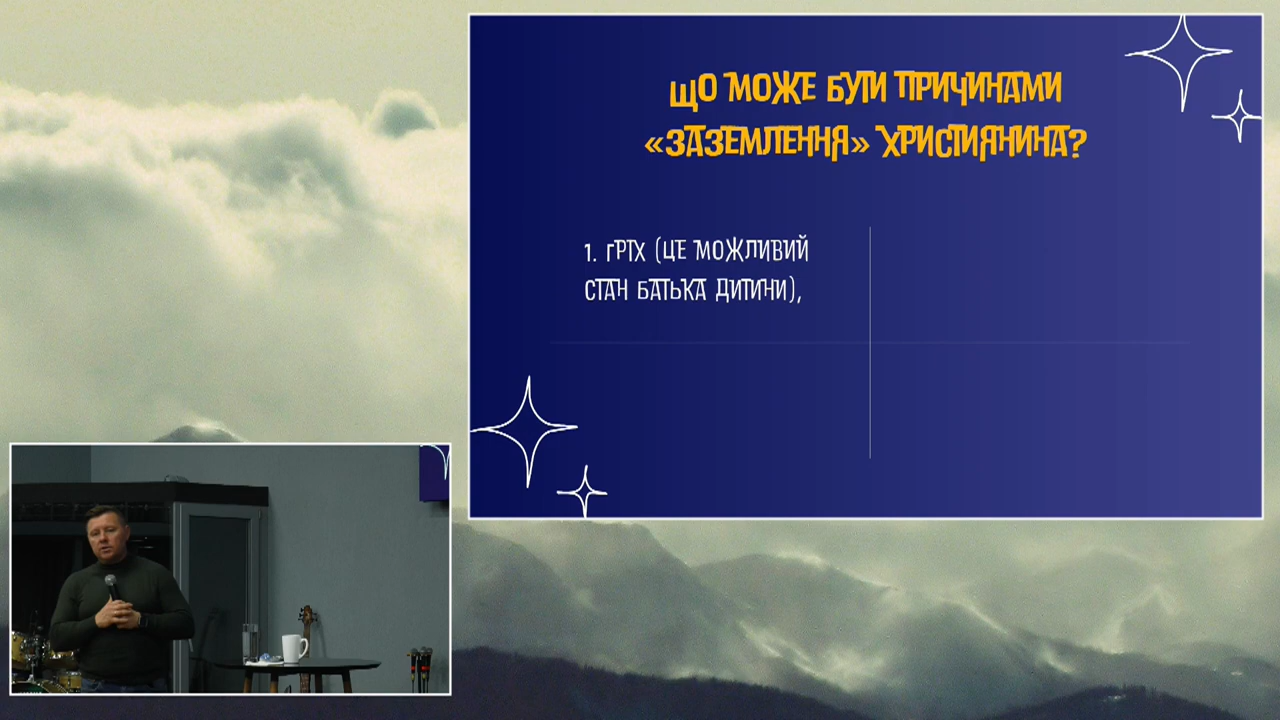 ЩО МОЖЕ БУТИ ПРИЧИНАМИ
«ЗАЗЕМЛЕННЯ» ХРИСТИЯНИНА?
1. ГРІХ (ЦЕ МОЖЛИВИЙ
СТАН БАТЬКА ДИТИНИ),